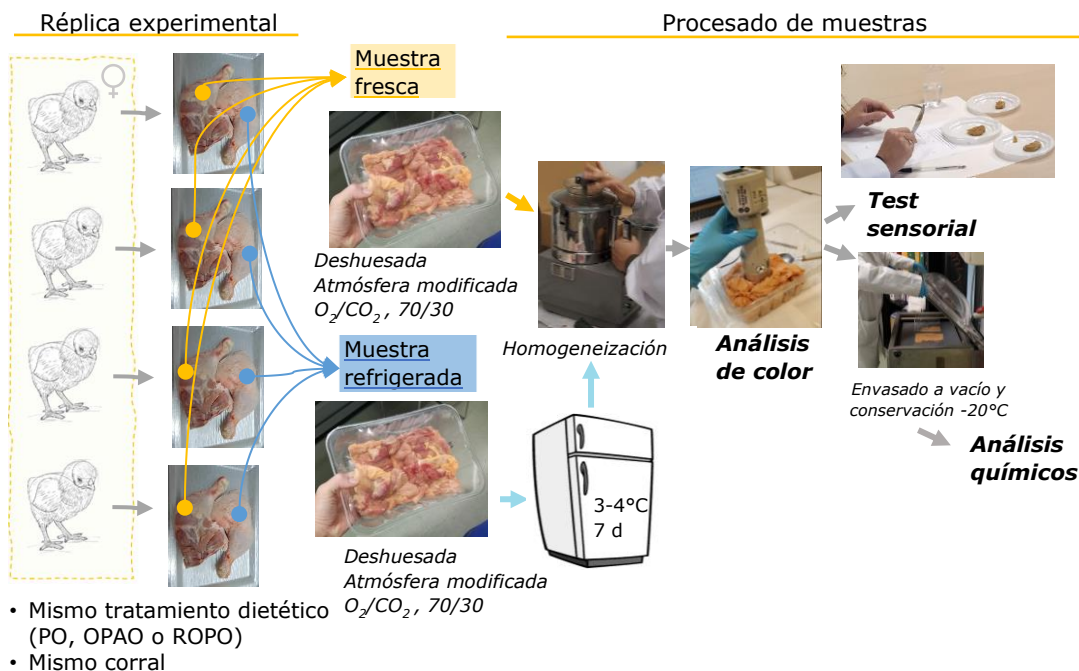 Réplica experimental
Procesado de muestras
Muestra
fresca
Deshuesada
Atmósfera modificada
O₂/CO₂ , 70/30
Muestra
refrigerada
Deshuesada
Atmósfera modificada
O₂/CO₂ , 70/30
3-4°C
7 d
Homogeneización
Análisis
de color
Test
sensorial
Envasado a vacío y
conservación -20°C
Análisis
químicos
• Mismo tratamiento dietético
(PO, OPAO o ROPO)
• Mismo corral